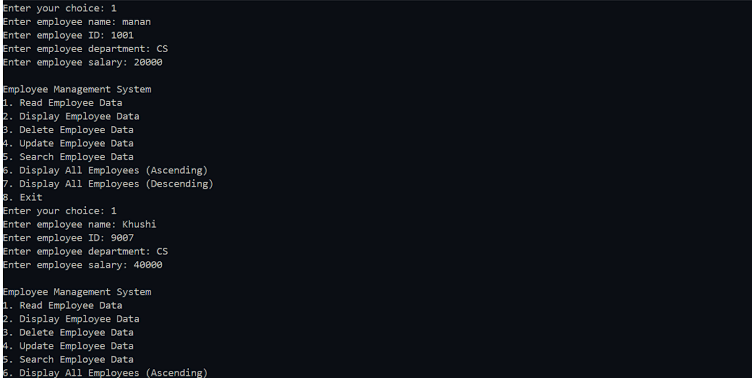 Enter your choice: 1
Enter employee name: manan
Enter employee ID: 1001
Enter employee department: CS
Enter employee salary: 20000
Employee Management System
1. Read Employee Data
2. Display Employee Data
3. Delete Employee Data
4. Update Employee Data
5. Search Employee Data
6. Display All Employees (Ascending)
7. Display All Employees (Descending)
8. Exit
Enter your choice: 1
Enter employee name: Khushi
Enter employee ID: 9007
Enter employee department: CS
Enter employee salary: 40000
Employee Management System
1. Read Employee Data
2. Display Employee Data
3. Delete Employee Data
4. Update Employee Data
5. Search Employee Data
6. Display All Employees (Ascending)